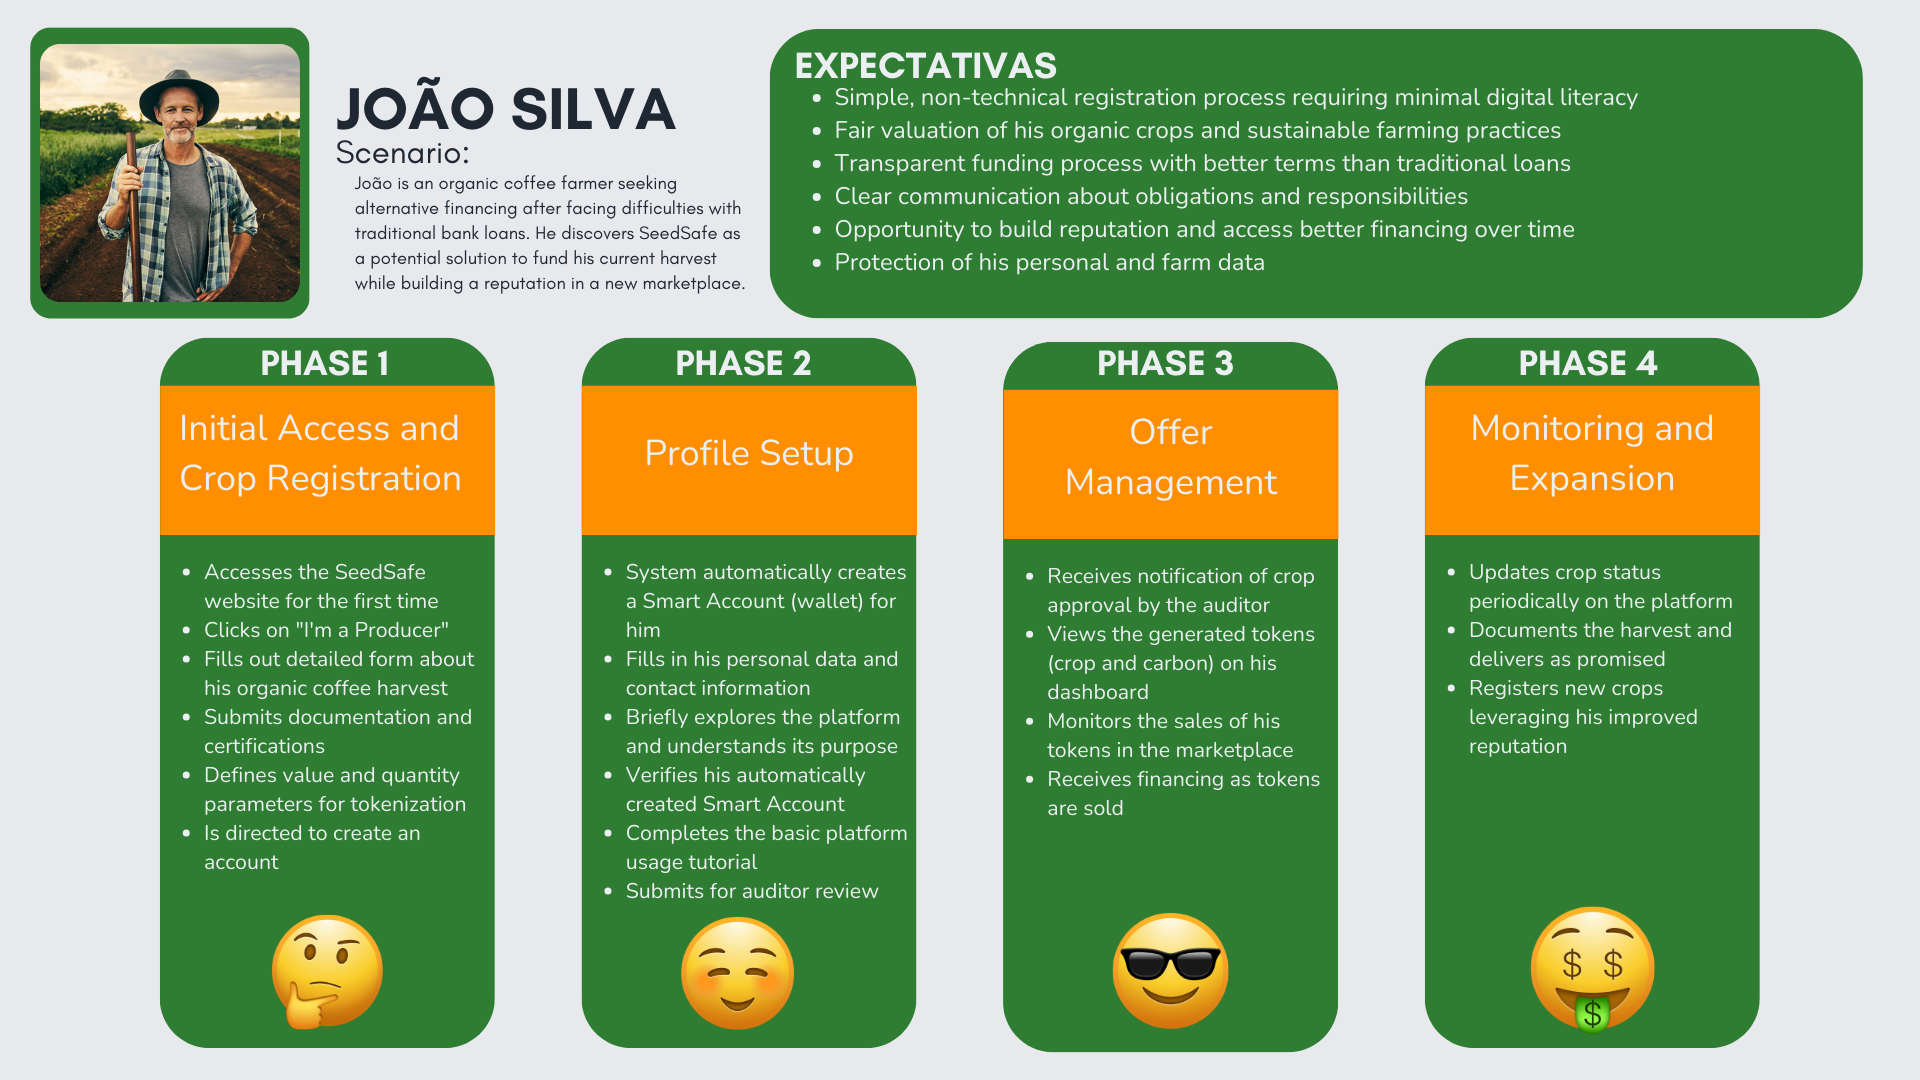 JOÃO SILVA
Scenario:
João is an organic coffee farmer seeking
alternative financing after facing difficulties with
traditional bank loans. He discovers SeedSafe as
a potential solution to fund his current harvest
while building a reputation in a new marketplace.
EXPECTATIVAS
• Simple, non-technical registration process requiring minimal digital literacy
• Fair valuation of his organic crops and sustainable farming practices
• Transparent funding process with better terms than traditional loans
• Clear communication about obligations and responsibilities
• Opportunity to build reputation and access better financing over time
• Protection of his personal and farm data
PHASE 1
Initial Access and
Crop Registration
• Accesses the SeedSafe
website for the first time
• Clicks on "I'm a Producer"
• Fills out detailed form about
his organic coffee harvest
• Submits documentation and
certifications
• Defines value and quantity
parameters for tokenization
• Is directed to create an
account
PHASE 2
Profile Setup
• System automatically creates
a Smart Account (wallet) for
him
• Fills in his personal data and
contact information
• Briefly explores the platform
and understands its purpose
• Verifies his automatically
created Smart Account
• Completes the basic platform
usage tutorial
• Submits for auditor review
PHASE 3
Offer
Management
• Receives notification of crop
approval by the auditor
• Views the generated tokens
(crop and carbon) on his
dashboard
• Monitors the sales of his
tokens in the marketplace
• Receives financing as tokens
are sold
PHASE 4
Monitoring and
Expansion
• Updates crop status
periodically on the platform
• Documents the harvest and
delivers as promised
• Registers new crops
leveraging his improved
reputation
$ $
$